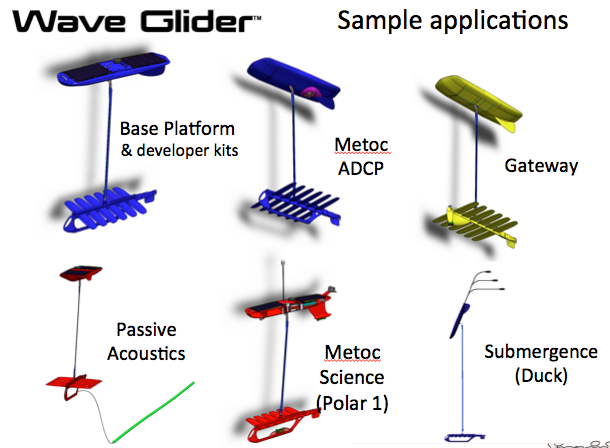 Wave Glider™
Sample applications
Base Platform
& developer kits
Metoc
ADCP
Gateway
Passive
Acoustics
Metoc
Science
(Polar 1)
Submergence
(Duck)